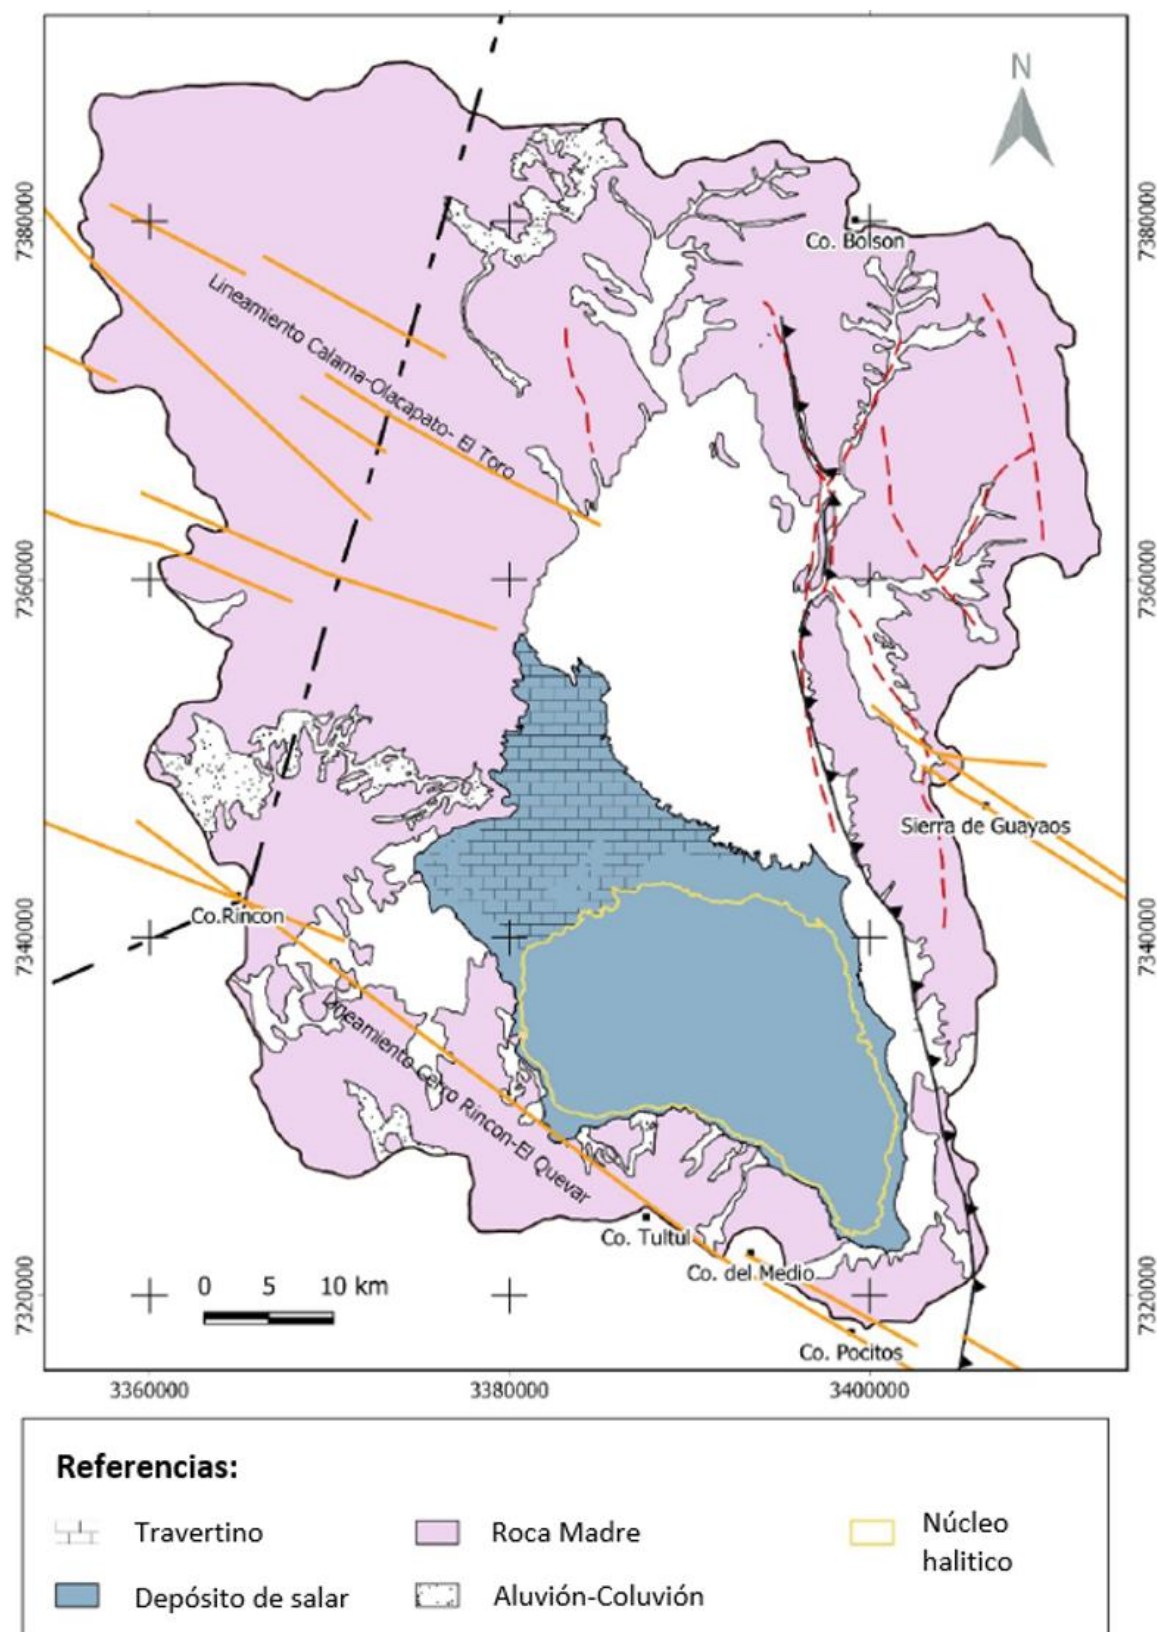 N
7380000
7380000
Co. Bolson
Lineamiento Calama-Olacapato- El Toro
7360000
7360000
Sierra de Guayaos
Co.Rincon
7340000
7340000
Lineamiento Cerro Rincon-El Quevar
Co. Tultul
Co. del Medio
0 5 10 km
7320000
7320000
Co. Pocitos
3360000 3380000 3400000
Referencias:
Travertino
Roca Madre
Núcleo
halitico
Depósito de salar
Aluvión-Coluvión